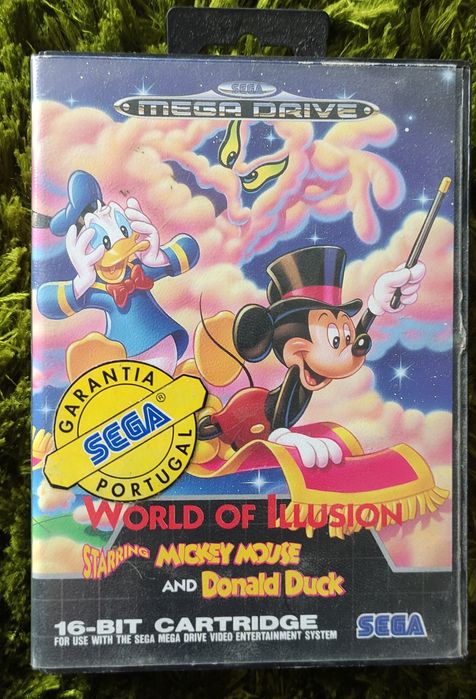 SEGA
MEGA DRIVE
GARANTIA
SEGA®
PORTUGAL
WORLD OF ILLUSION
STARRING MICKEY MOUSE
AND Donald Duck
16-BIT CARTRIDGE
FOR USE WITH THE SEGA MEGA DRIVE VIDEO ENTERTAINMENT SYSTEM
SEGA